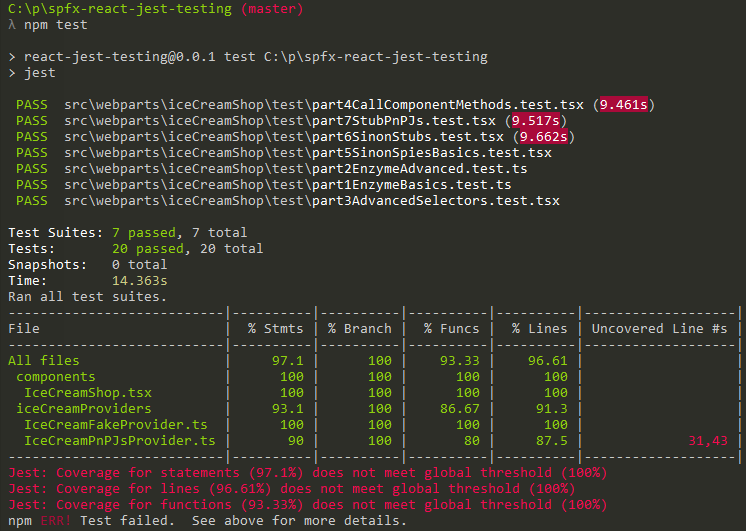 C:\p\spfx-react-jest-testing (master)
λ npm test
> react-jest-testing@0.0.1 test C:\p\spfx-react-jest-testing
> jest
PASS src\webparts\iceCreamShop\test\part4CallComponentMethods.test.tsx (9.461s)
PASS src\webparts\iceCreamShop\test\part7StubPnPJs.test.tsx (9.517s)
PASS src\webparts\iceCreamShop\test\part6SinonStubs.test.tsx (9.662s)
PASS src\webparts\iceCreamShop\test\part5SinonSpiesBasics.test.tsx
PASS src\webparts\iceCreamShop\test\part2EnzymeAdvanced.test.ts
PASS src\webparts\iceCreamShop\test\part1EnzymeBasics.test.ts
PASS src\webparts\iceCreamShop\test\part3AdvancedSelectors.test.tsx
Test Suites: 7 passed, 7 total
Tests: 20 passed, 20 total
Snapshots: 0 total
Time: 14.363s
Ran all test suites.
---------------------------|----------|----------|----------|----------|-------------------|
File | % Stmts | % Branch | % Funcs | % Lines | Uncovered Line #s |
---------------------------|----------|----------|----------|----------|-------------------|
All files | 97.1 | 100 | 93.33 | 96.61 | |
components | 100 | 100 | 100 | 100 | |
IceCreamShop.tsx | 100 | 100 | 100 | 100 | |
iceCreamProviders | 93.1 | 100 | 86.67 | 91.3 | |
IceCreamFakeProvider.ts | 100 | 100 | 100 | 100 | |
IceCreamPnPJsProvider.ts | 90 | 100 | 80 | 87.5 | 31,43 |
---------------------------|----------|----------|----------|----------|-------------------|
Jest: Coverage for statements (97.1%) does not meet global threshold (100%)
Jest: Coverage for lines (96.61%) does not meet global threshold (100%)
Jest: Coverage for functions (93.33%) does not meet global threshold (100%)
npm ERR! Test failed. See above for more details.